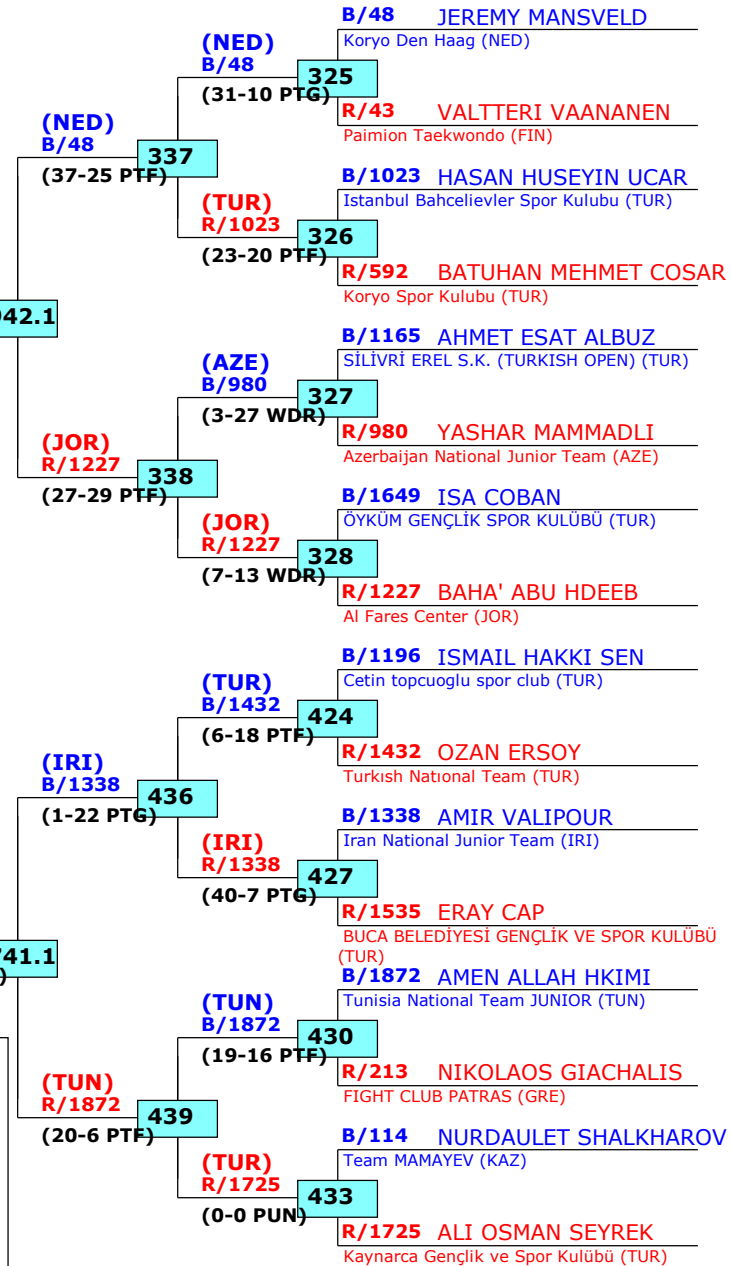 B/48 JEREMY MANSVELD
Koryo Den Haag (NED)
(NED)
B/48
325
(31-10 PTG)
R/43 VALTTERI VAANANEN
Paimion Taekwondo (FIN)
(NED)
B/48
337
(37-25 PTF)
B/1023 HASAN HUSEYIN UCAR
Istanbul Bahcelievler Spor Kulubu (TUR)
(TUR)
R/1023
326
(23-20 PTF)
R/592 BATUHAN MEHMET COSAR
Koryo Spor Kulubu (TUR)
942.1
B/1165 AHMET ESAT ALBUZ
SİLİVRİ EREL S.K. (TURKISH OPEN) (TUR)
(AZE)
B/980
327
(3-27 WDR)
R/980 YASHAR MAMMADLI
Azerbaijan National Junior Team (AZE)
(JOR)
R/1227
338
(27-29 PTF)
B/1649 ISA COBAN
ÖYKÜM GENÇLİK SPOR KULÜBÜ (TUR)
(JOR)
R/1227
328
(7-13 WDR)
R/1227 BAHA' ABU HDEEB
Al Fares Center (JOR)
B/1196 ISMAIL HAKKI SEN
Cetin topcuoglu spor club (TUR)
(TUR)
B/1432
424
(6-18 PTF)
R/1432 OZAN ERSOY
Turkısh Natıonal Team (TUR)
(IRI)
B/1338
436
(1-22 PTG)
B/1338 AMIR VALIPOUR
Iran National Junior Team (IRI)
(IRI)
R/1338
427
(40-7 PTG)
R/1535 ERAY CAP
BUCA BELEDİYESİ GENÇLİK VE SPOR KULÜBÜ
(TUR)
741.1
)
B/1872 AMEN ALLAH HKIMI
Tunisia National Team JUNIOR (TUN)
(TUN)
B/1872
430
(19-16 PTF)
R/213 NIKOLAOS GIACHALIS
FIGHT CLUB PATRAS (GRE)
(TUN)
R/1872
439
(20-6 PTF)
B/114 NURDAULET SHALKHAROV
Team MAMAYEV (KAZ)
(TUR)
R/1725
433
(0-0 PUN)
R/1725 ALI OSMAN SEYREK
Kaynarca Gençlik ve Spor Kulübü (TUR)